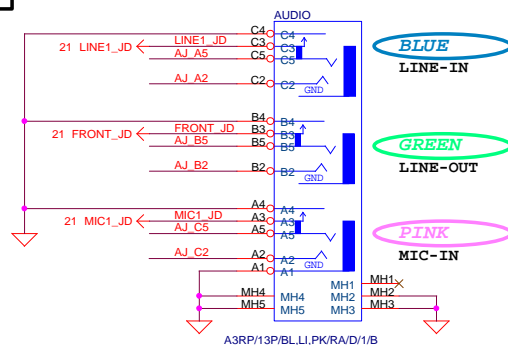 AUDIO
C4 C4
21 LINE1_JD LINE1_JD C3 C3
AJ_A5 C5 C5
BLUE
LINE-IN
AJ_A2 C2 C2
GND
B4 B4
21 FRONT_JD FRONT_JD B3 B3
AJ_B5 B5 B5
GREEN
LINE-OUT
AJ_B2 B2 B2
GND
A4 A4
21 MIC1_JD MIC1_JD A3 A3
AJ_C5 A5 A5
PINK
MIC-IN
AJ_C2 A2 A2
GND
A1 A1
MH1 MH1
MH4 MH4 MH2 MH2
MH5 MH5 MH3 MH3
A3RP/13P/BL,LI,PK/RA/D/1/B